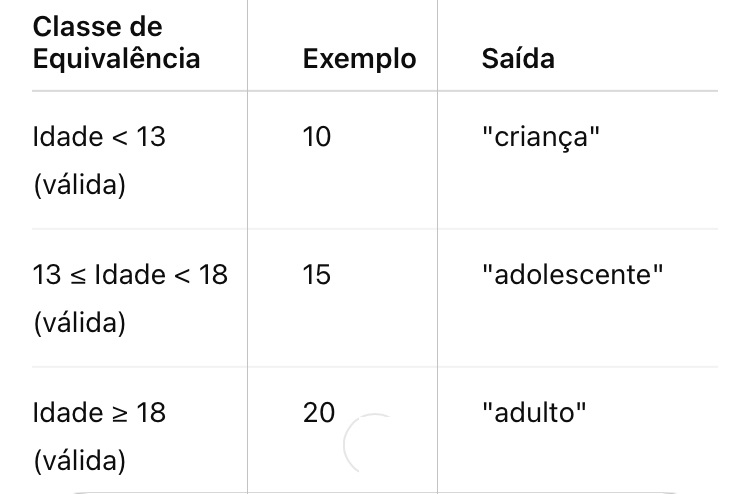 Classe de
Equivalência Exemplo Saída
Idade < 13 10 "criança"
(válida)
13 ≤ Idade < 18 15 "adolescente"
(válida)
Idade ≥ 18 20 "adulto"
(válida)